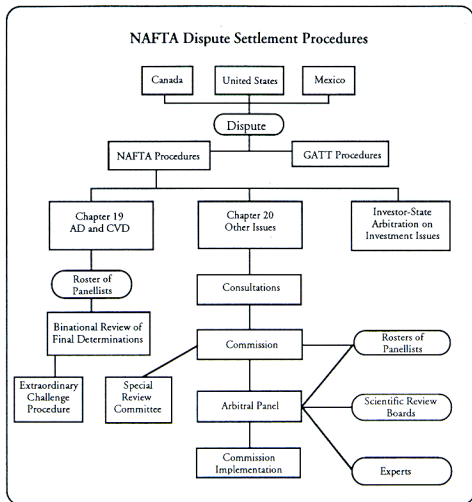 NAFTA Dispute Settlement Procedures
Canada
United States
Mexico
Dispute
NAFTA Procedures
GATT Procedures
Chapter 19
AD and CVD
Chapter 20
Other Issues
Investor-State
Arbitration on
Investment Issues
Roster of
Panellists
Consultations
Binational Review of
Final Determinations
Commission
Rosters of
Panellists
Extraordinary
Challenge
Procedure
Special
Review
Committee
Arbitral Panel
Scientific Review
Boards
Commission
Implementation
Experts